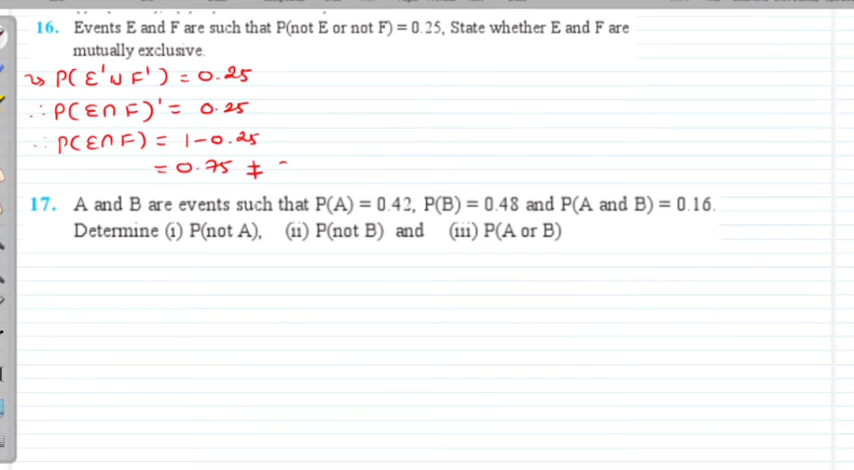 16. Events E and F are such that P(not E or not F) = 0.25, State whether E and F are
mutually exclusive.
P(E'∪F') = 0.25
∴ P(E∩F)' = 0.25
∴ P(E∩F) = 1-0.25
= 0.75 ≠
17. A and B are events such that P(A) = 0.42, P(B) = 0.48 and P(A and B) = 0.16.
Determine (i) P(not A), (ii) P(not B) and (iii) P(A or B)